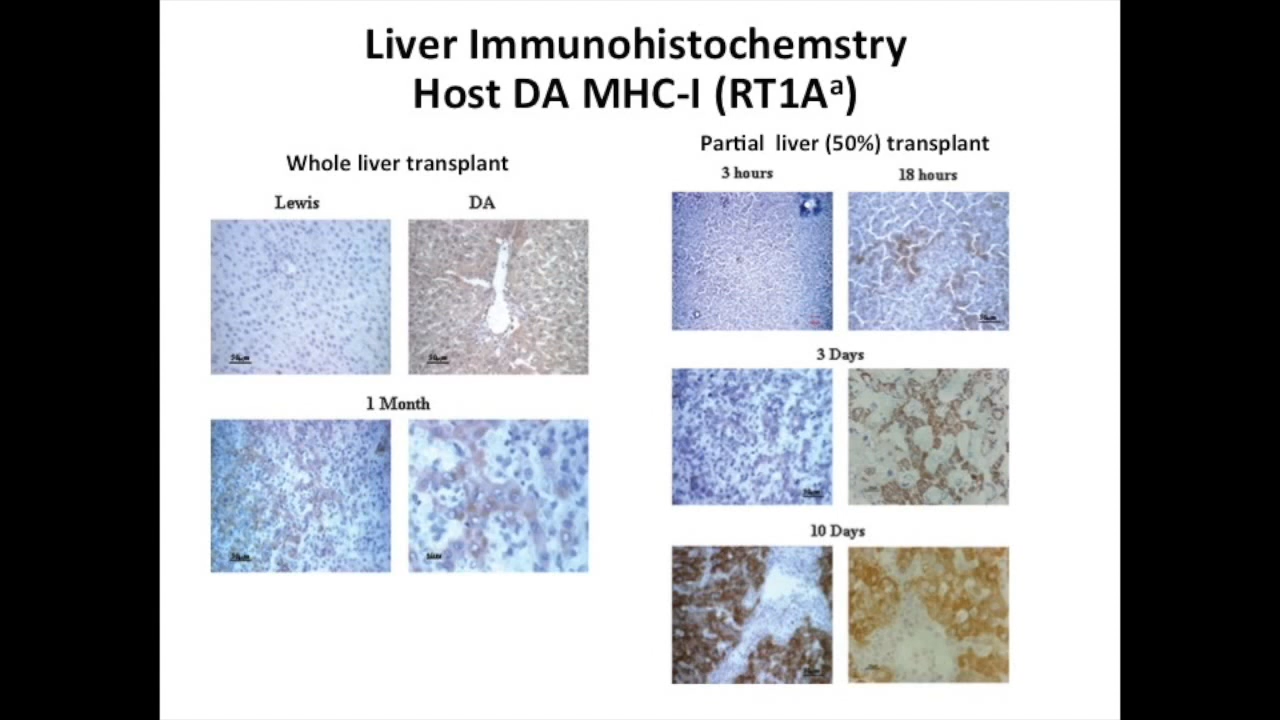 Liver Immunohistochemstry
Host DA MHC-I (RT1Aᵃ)
Whole liver transplant
Lewis DA
1 Month
Partial liver (50%) transplant
3 hours 18 hours
3 Days
10 Days